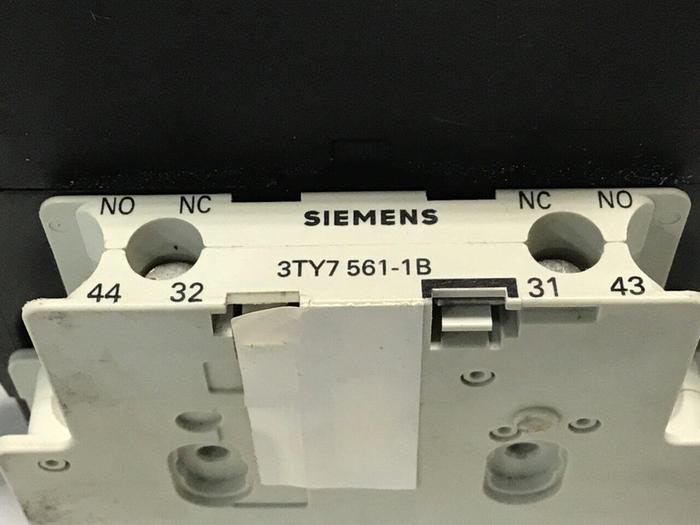 NO NC SIEMENS NC NO
3TY7 561-1B
44 32 31 43